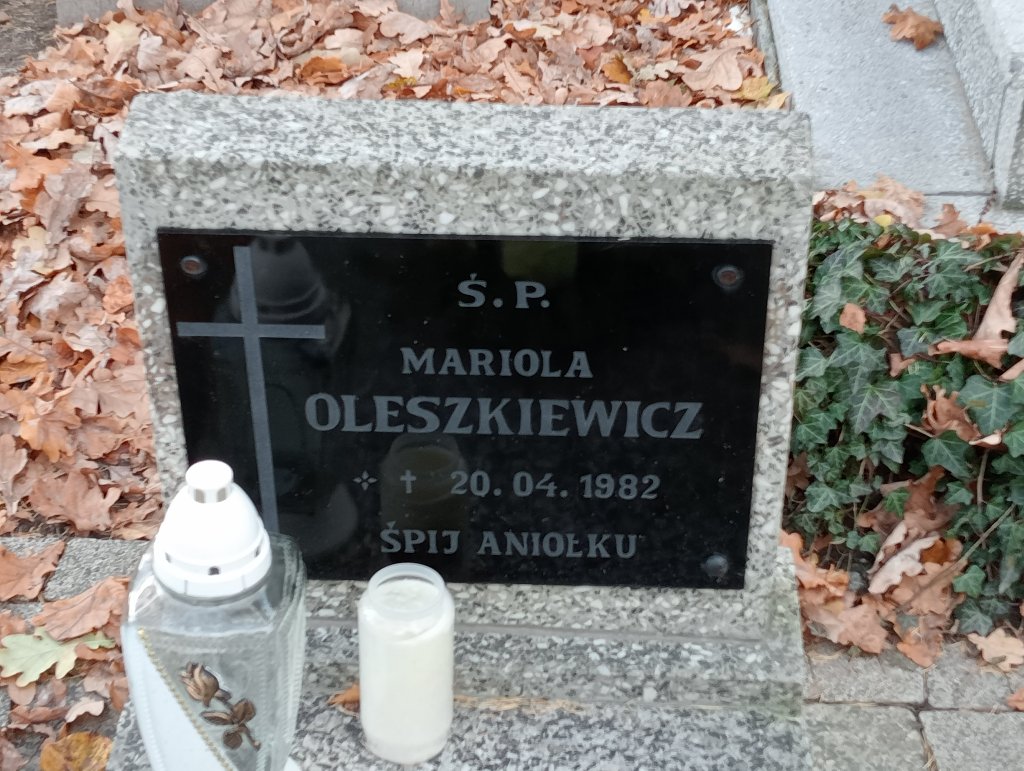 Ś. P.
MARIOLA
OLESZKIEWICZ
✢ ✝ 20. 04. 1982
ŚPIJ ANIOŁKU